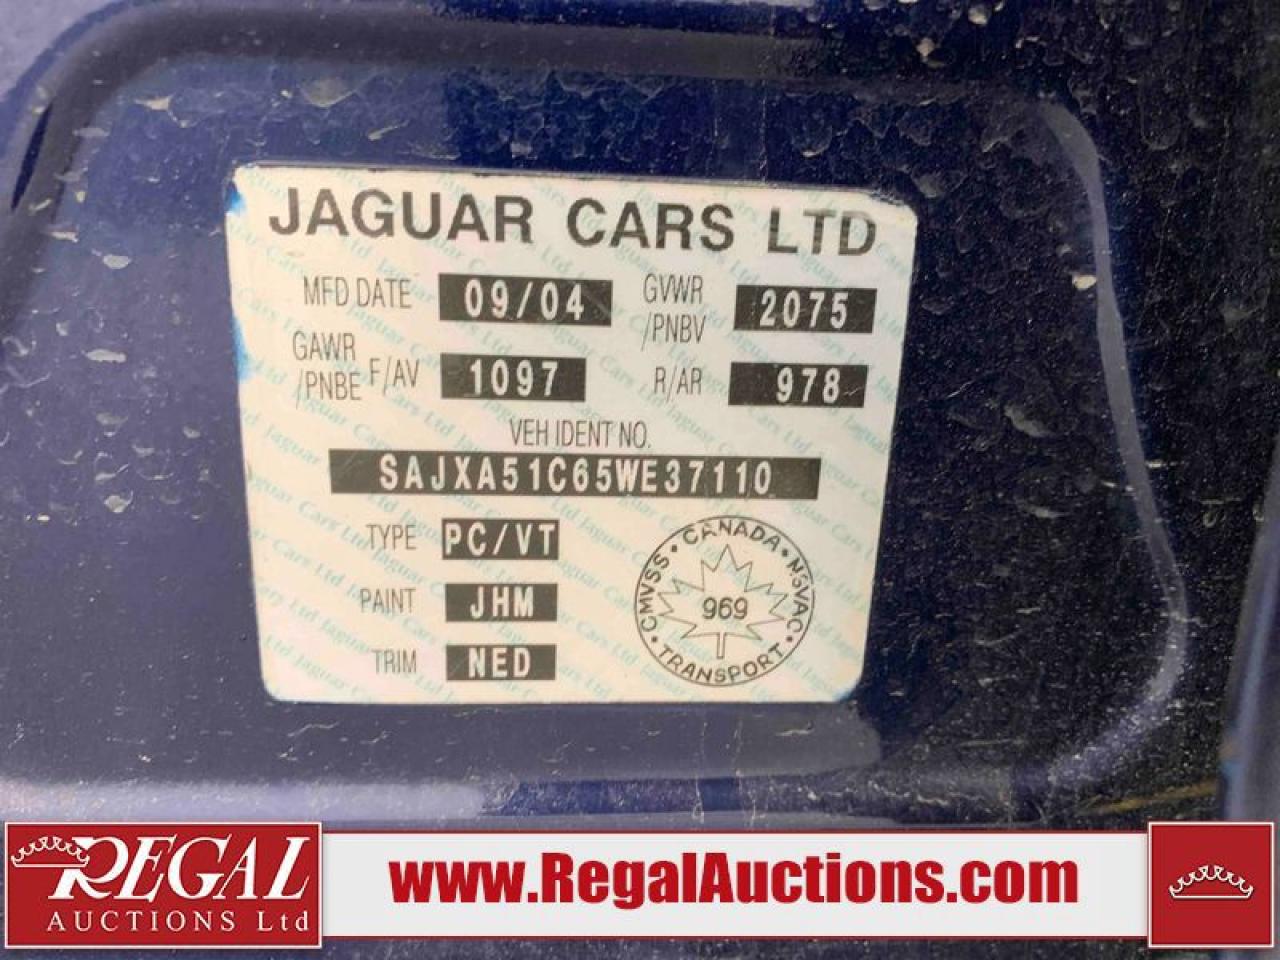 JAGUAR CARS LTD
MFD DATE 09/04 GVWR /PNBV 2075
GAWR /PNBE F/AV 1097 R/AR 978
VEH IDENT NO.
SAJXA51C65WE37110
TYPE PC/VT
PAINT JHM
TRIM NED
CMVSS • CANADA • NSVAC • TRANSPORT •
969
REGAL
AUCTIONS Ltd
www.RegalAuctions.com